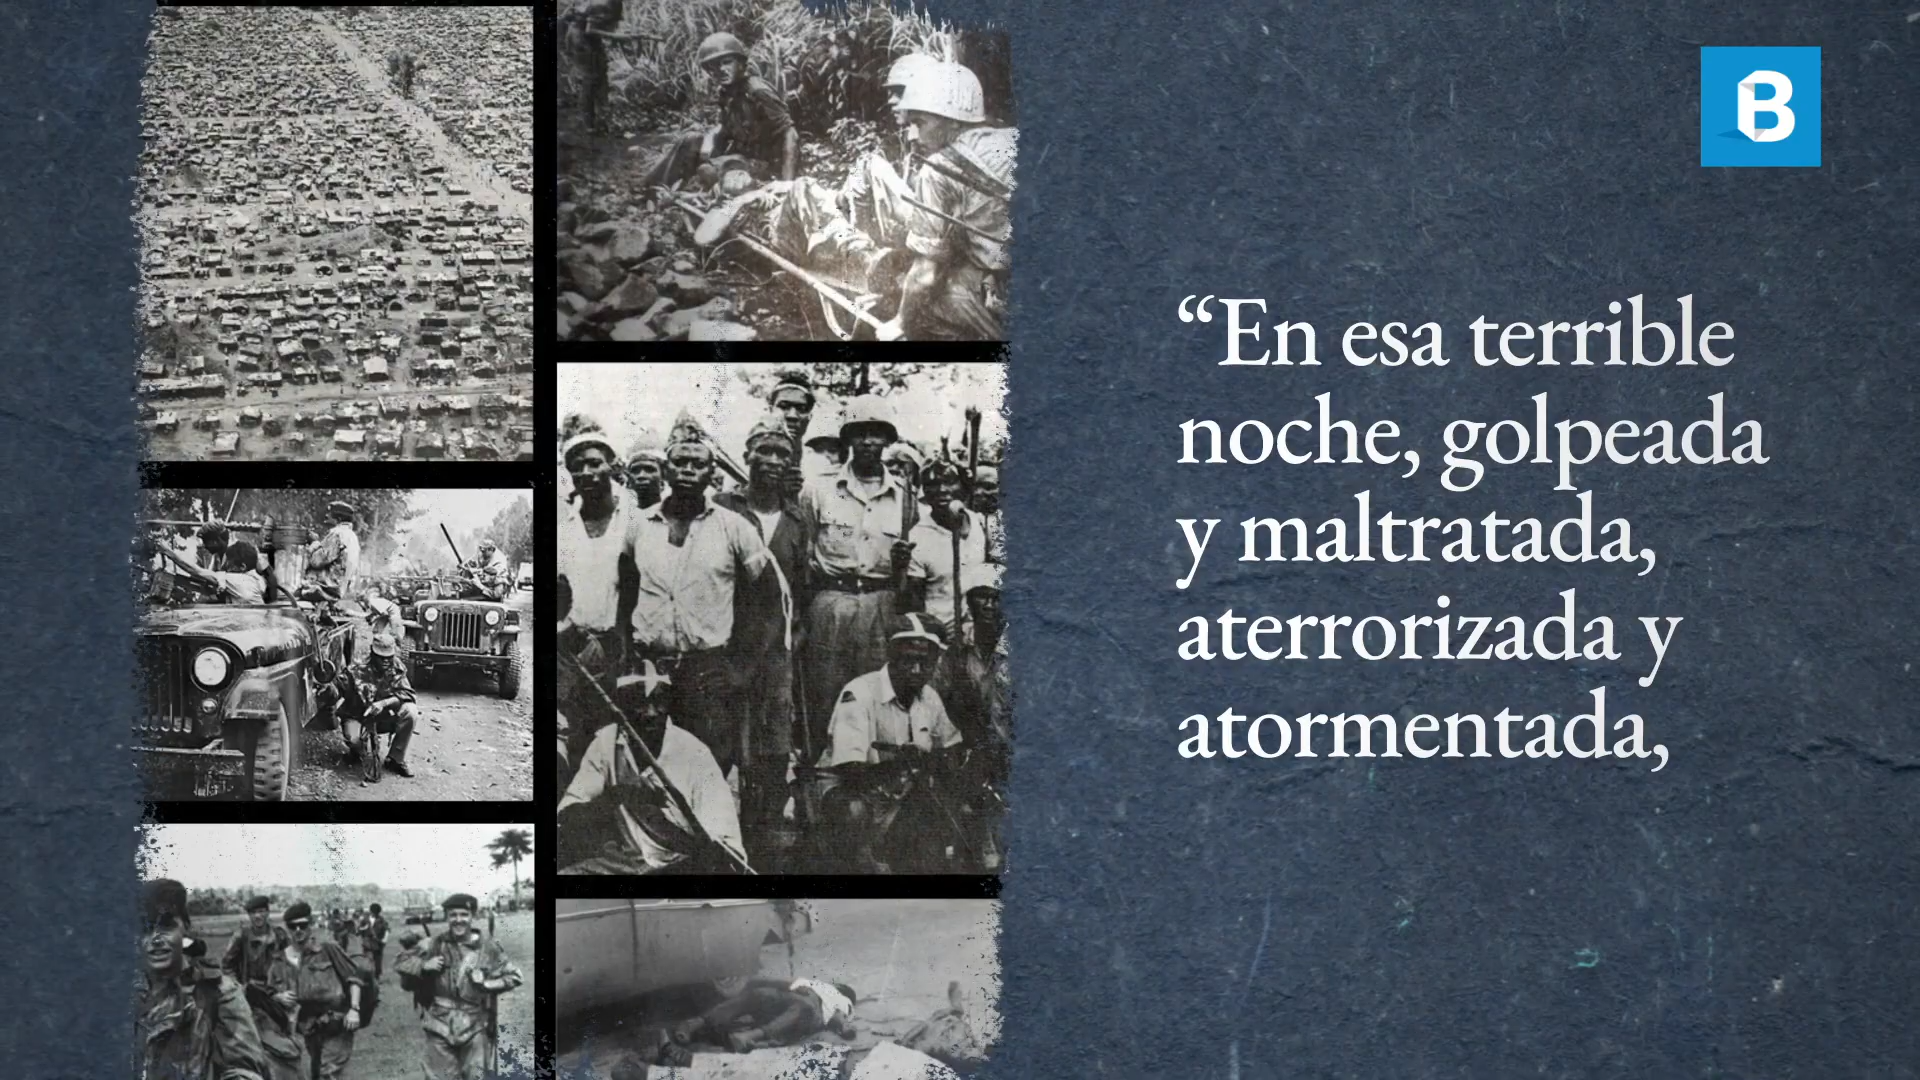 B
“En esa terrible
noche, golpeada
y maltratada,
aterrorizada y
atormentada,